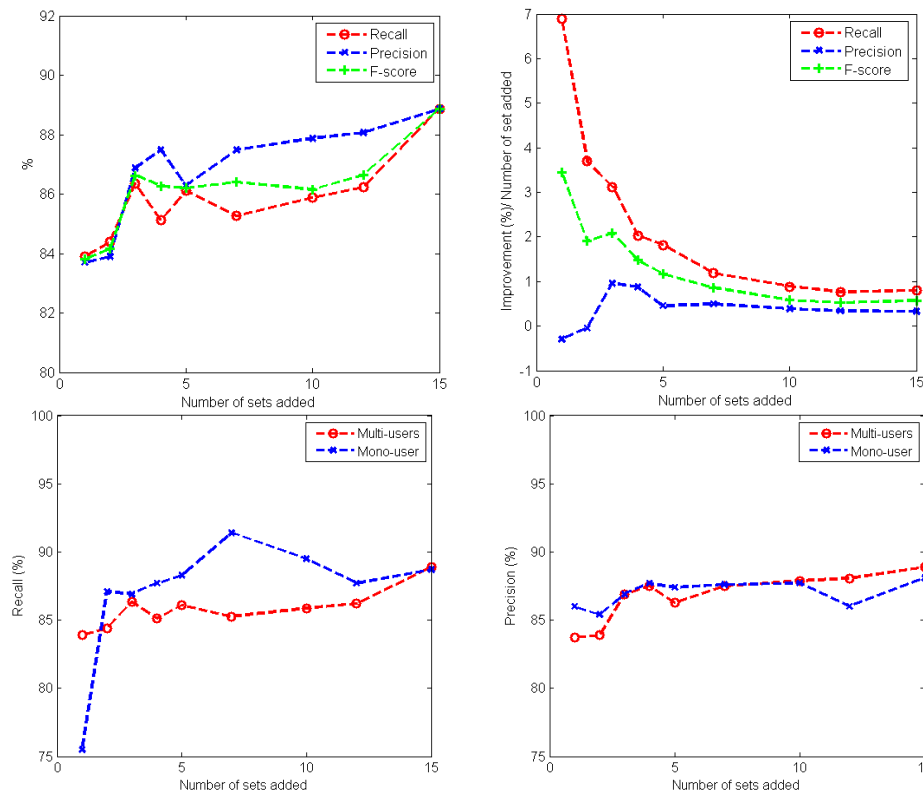 92
90
88
86
84
82
80
%
0
5
10
15
Number of sets added
Recall
Precision
F-score
7
6
5
4
3
2
1
0
-1
Improvement (%)/ Number of set added
0
5
10
15
Number of sets added
Recall
Precision
F-score
100
95
90
85
80
75
Recall (%)
0
5
10
15
Number of sets added
Multi-users
Mono-user
100
95
90
85
80
75
Precision (%)
0
5
10
15
Number of sets added
Multi-users
Mono-user